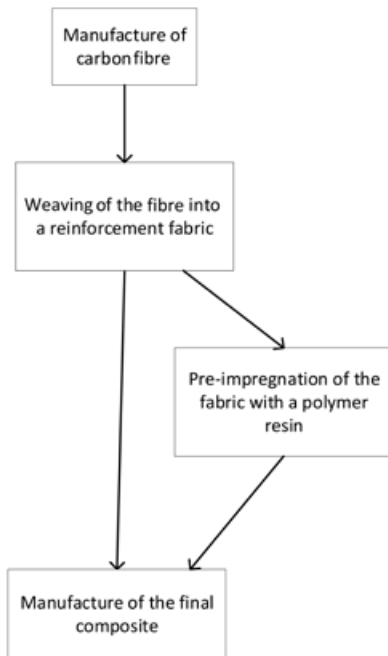 Manufacture of
carbon fibre
Weaving of the fibre into
a reinforcement fabric
Pre-impregnation of the
fabric with a polymer
resin
Manufacture of the final
composite